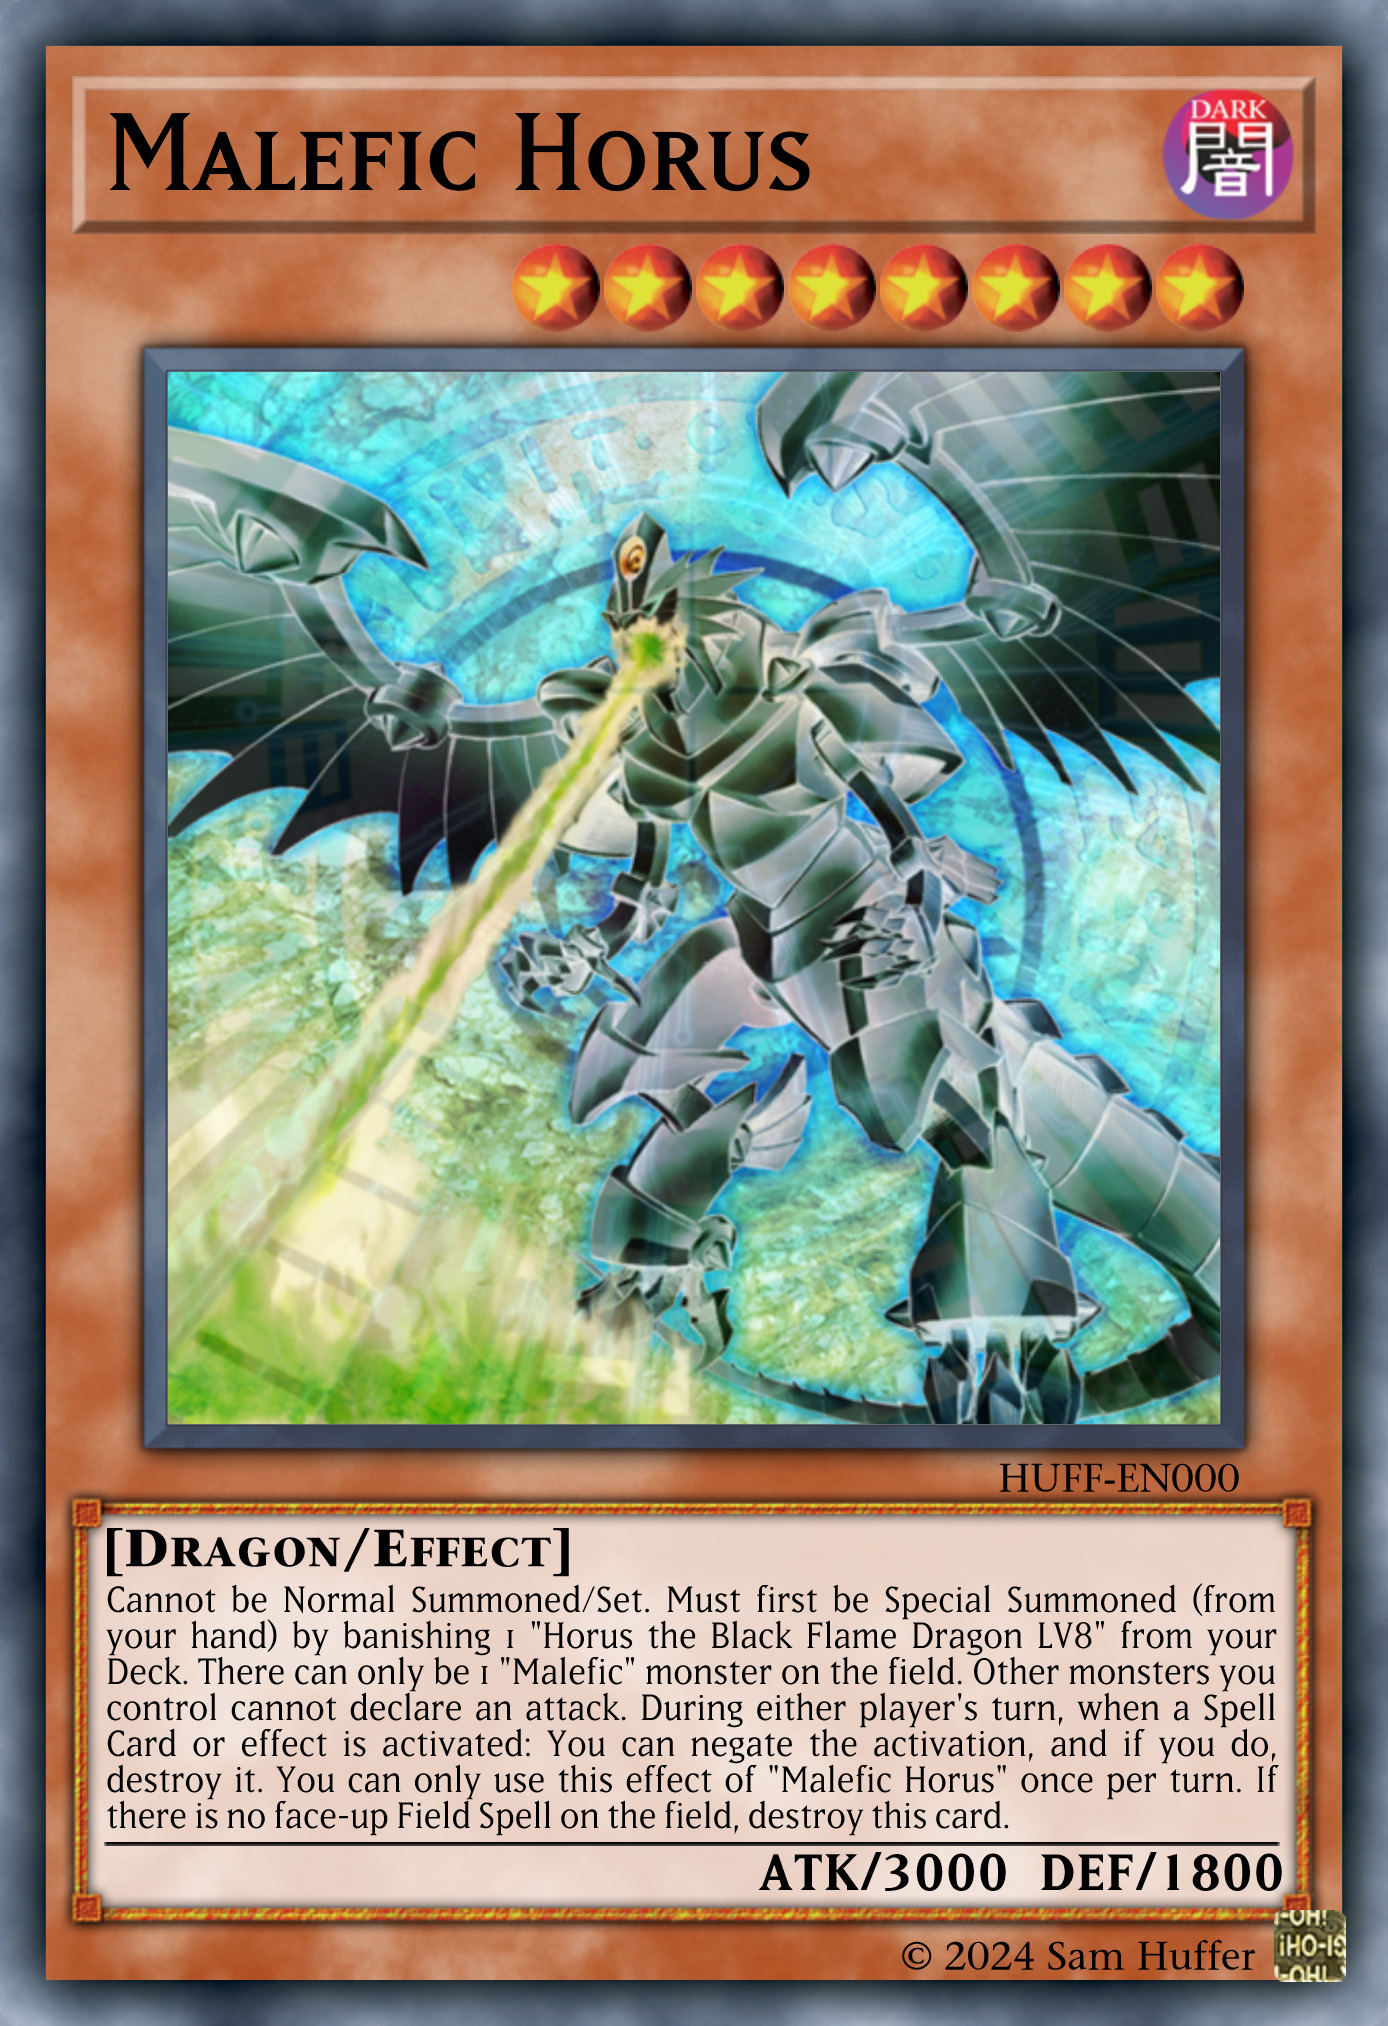 Malefic Horus
DARK
闇
HUFF-EN000
[Dragon/Effect]
Cannot be Normal Summoned/Set. Must first be Special Summoned (from
your hand) by banishing 1 "Horus the Black Flame Dragon LV8" from your
Deck. There can only be 1 "Malefic" monster on the field. Other monsters you
control cannot declare an attack. During either player's turn, when a Spell
Card or effect is activated: You can negate the activation, and if you do,
destroy it. You can only use this effect of "Malefic Horus" once per turn. If
there is no face-up Field Spell on the field, destroy this card.
ATK/3000 DEF/1800
© 2024 Sam Huffer